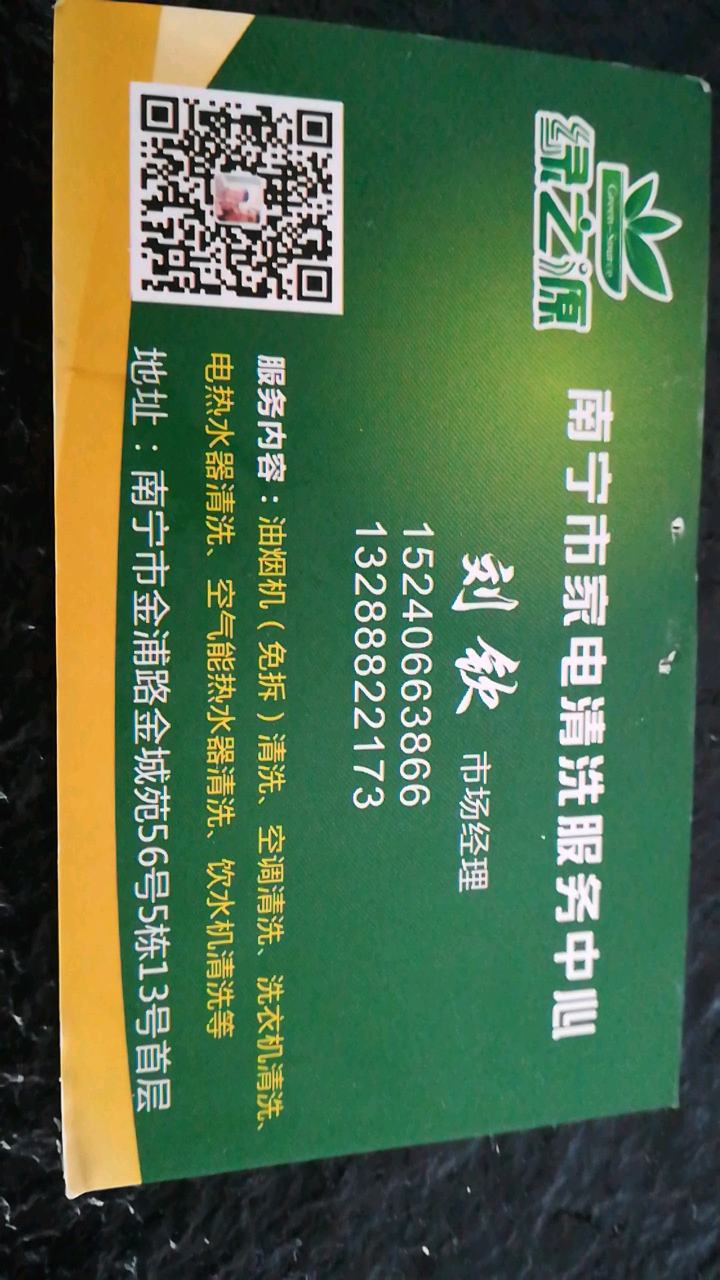 Green-Source
绿之源
南宁市家电清洗服务中心
刘钦 市场经理
15240663866
13288822173
服务内容：油烟机（免拆）清洗、空调清洗、洗衣机清洗、
电热水器清洗、空气能热水器清洗、饮水机清洗等
地址：南宁市金浦路金城苑56号5栋13号首层